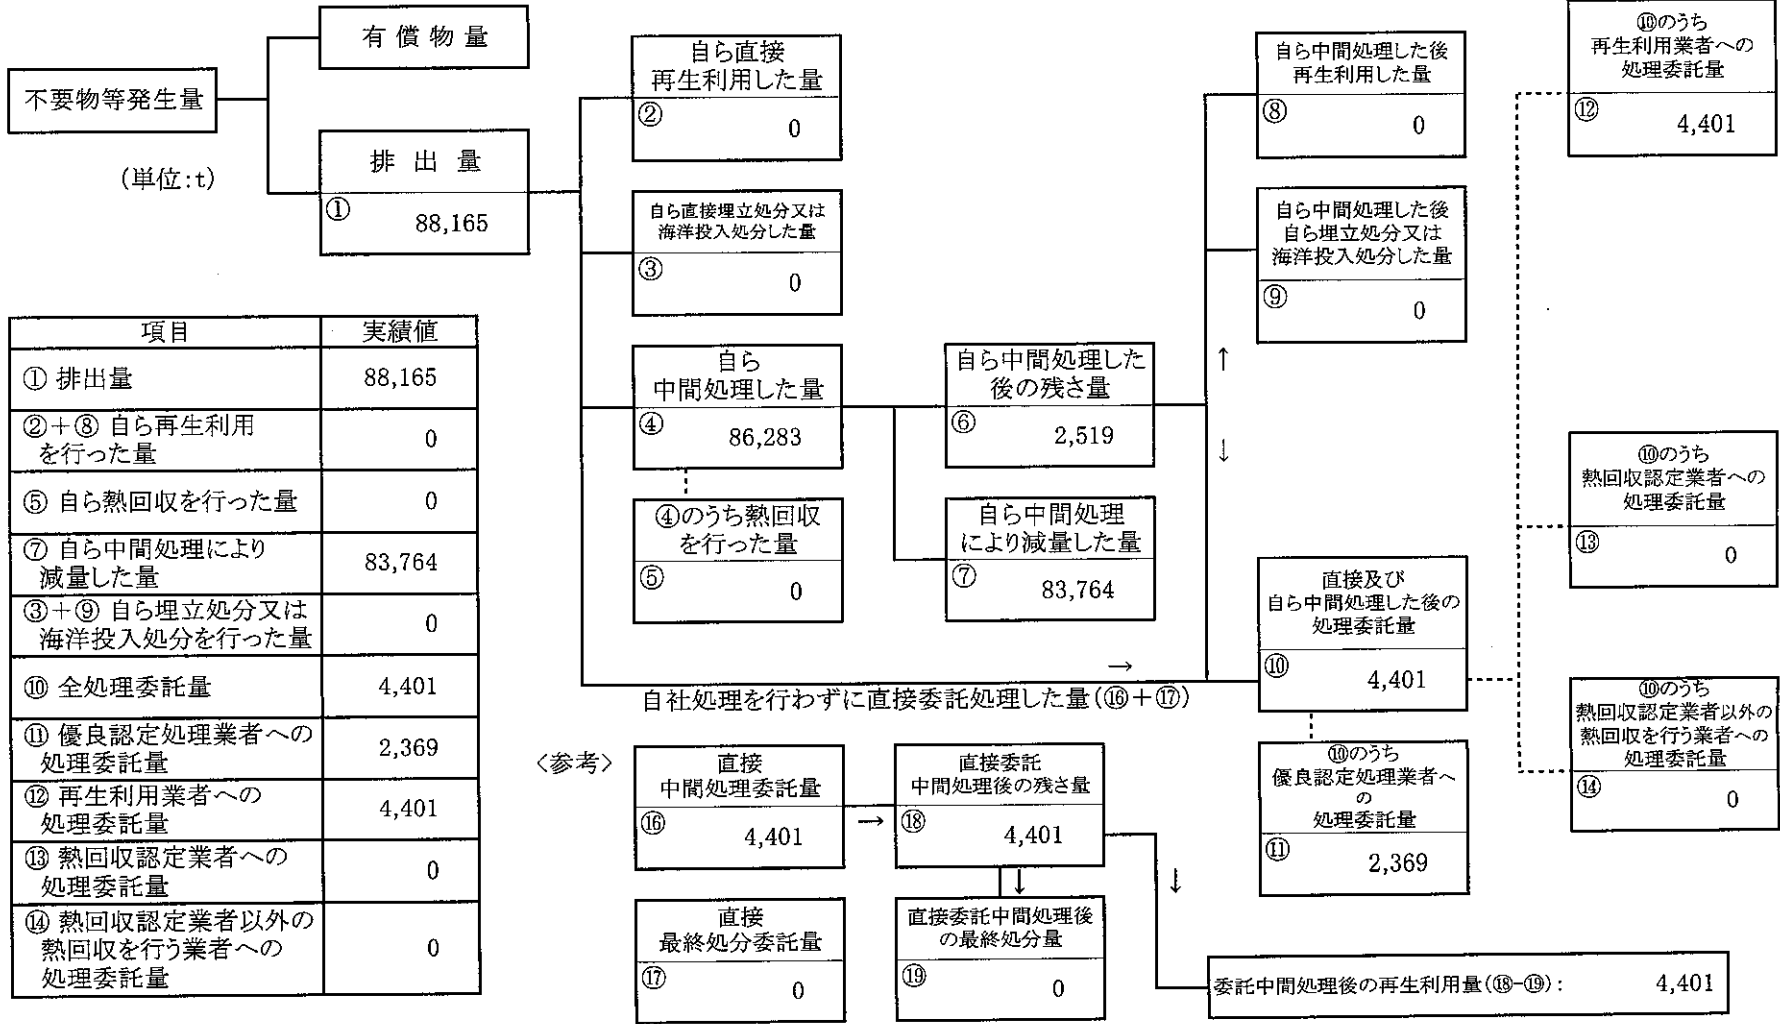 不要物等発生量
有償物量
(単位:t)
排出量
①
88,165
自ら直接
再生利用した量
②
0
自ら直接埋立処分又は
海洋投入処分した量
③
0
自ら
中間処理した量
④
86,283
④のうち熱回収
を行った量
⑤
0
自ら中間処理した
後の残さ量
⑥
2,519
自ら中間処理
により減量した量
⑦
83,764
↑
↓
自ら中間処理した後
再生利用した量
⑧
0
自ら中間処理した後
自ら埋立処分又は
海洋投入処分した量
⑨
0
直接及び
自ら中間処理した後の
処理委託量
⑩
4,401
⑩のうち
優良認定処理業者へ
の
処理委託量
⑪
2,369
⑩のうち
再生利用業者への
処理委託量
⑫
4,401
⑩のうち
熱回収認定業者への
処理委託量
⑬
0
⑩のうち
熱回収認定業者以外の
熱回収を行う業者への
処理委託量
⑭
0
→
自社処理を行わずに直接委託処理した量(⑯+⑰)
<参考>
直接
中間処理委託量
⑯
4,401
→
直接委託
中間処理後の残さ量
⑱
4,401
↓
↓
直接
最終処分委託量
⑰
0
直接委託中間処理後
の最終処分量
⑲
0
委託中間処理後の再生利用量(⑱-⑲): 4,401
項目 実績値
① 排出量 88,165
②+⑧ 自ら再生利用
を行った量 0
⑤ 自ら熱回収を行った量 0
⑦ 自ら中間処理により
減量した量 83,764
③+⑨ 自ら埋立処分又は
海洋投入処分を行った量 0
⑩ 全処理委託量 4,401
⑪ 優良認定処理業者への
処理委託量 2,369
⑫ 再生利用業者への
処理委託量 4,401
⑬ 熱回収認定業者への
処理委託量 0
⑭ 熱回収認定業者以外の
熱回収を行う業者への
処理委託量 0